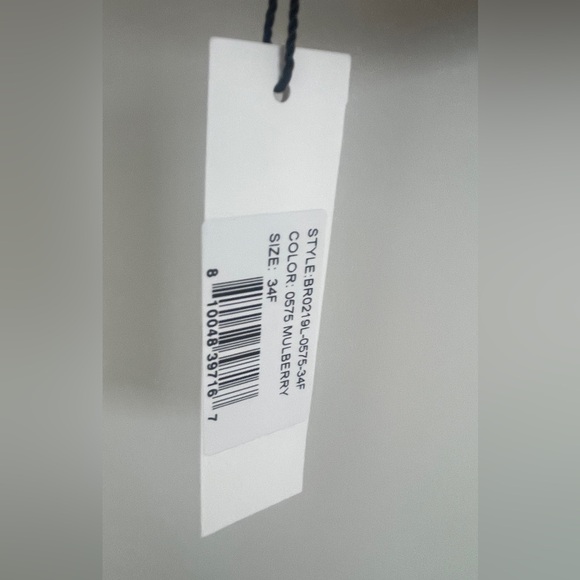 STYLE:BR0219L-0575-34F
COLOR: 0575 MULBERRY
SIZE: 34F
8 10048 39716 7